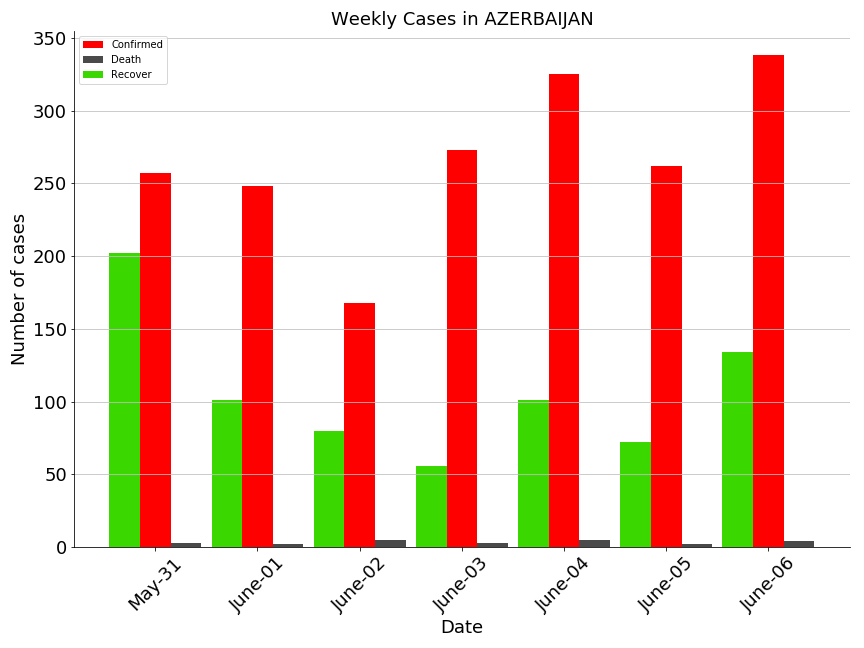 Weekly Cases in AZERBAIJAN
Confirmed
Death
Recover
Number of cases
350
300
250
200
150
100
50
0
May-31
June-01
June-02
June-03
June-04
June-05
June-06
Date